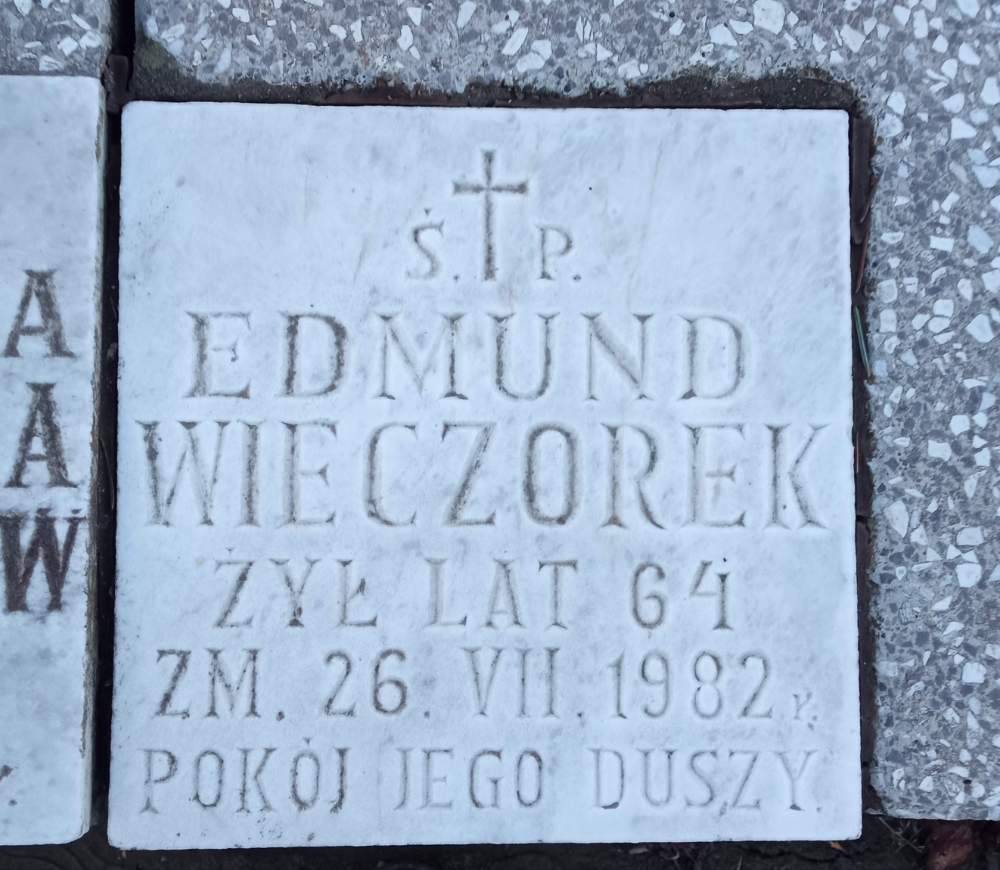 Ś. P.
EDMUND
WIECZOREK
ŻYŁ LAT 64
ZM. 26. VII. 1982 r.
POKÓJ JEGO DUSZY.
A
A
W